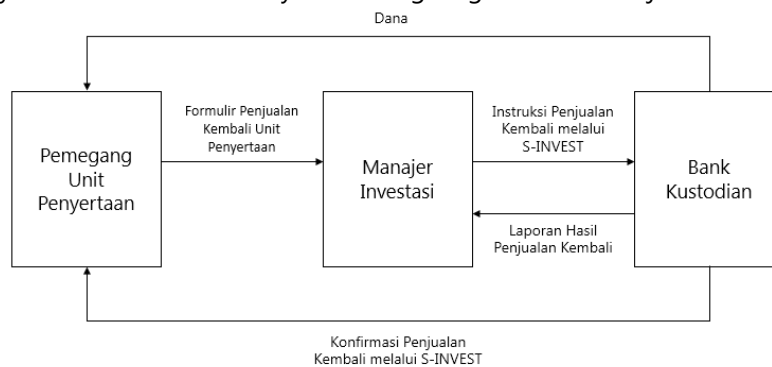 Dana
Formulir Penjualan
Kembali Unit
Penyertaan
Instruksi Penjualan
Kembali melalui
S-INVEST
Pemegang
Unit
Penyertaan
Manajer
Investasi
Bank
Kustodian
Laporan Hasil
Penjualan Kembali
Konfirmasi Penjualan
Kembali melalui S-INVEST